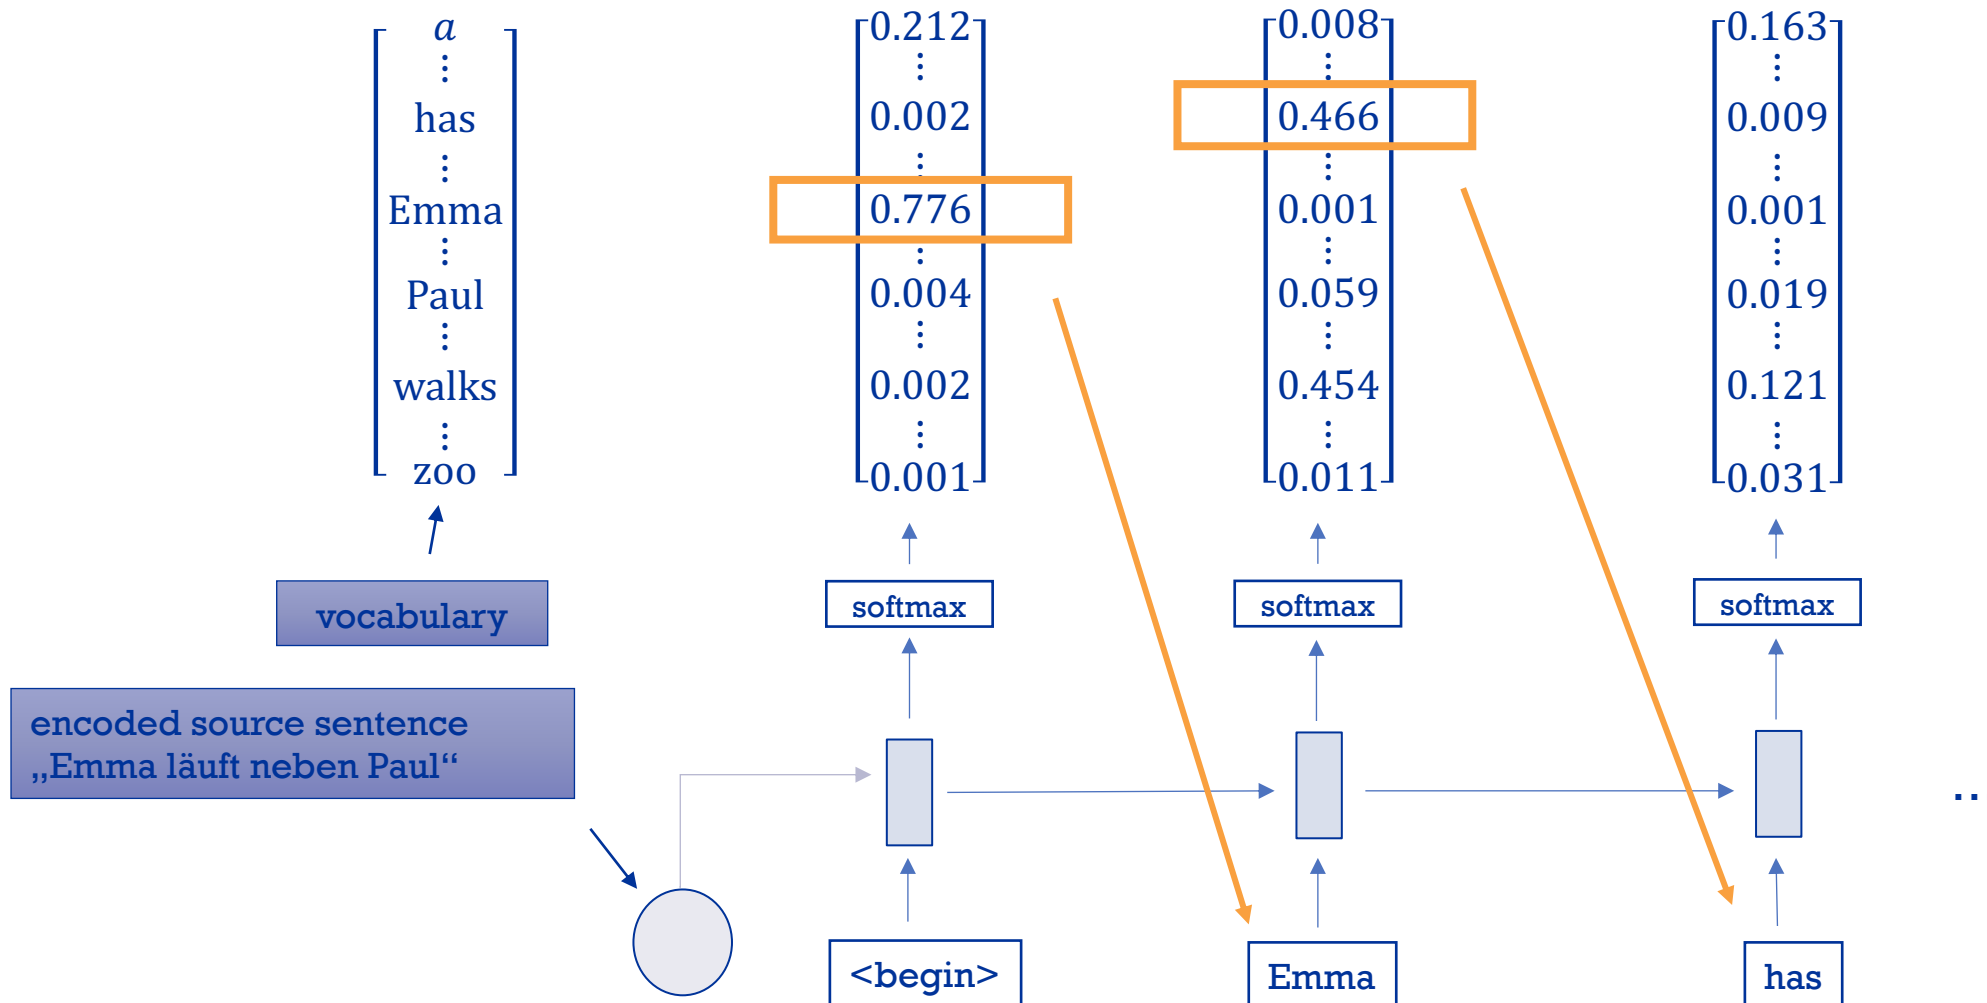 a
⋮
has
⋮
Emma
⋮
Paul
⋮
walks
⋮
zoo
0.212
⋮
0.002
⋮
0.776
⋮
0.004
⋮
0.002
⋮
0.001
0.008
⋮
0.466
⋮
0.001
⋮
0.059
⋮
0.454
⋮
0.011
0.163
⋮
0.009
⋮
0.001
⋮
0.019
⋮
0.121
⋮
0.031
vocabulary
softmax
softmax
softmax
encoded source sentence
„Emma läuft neben Paul“
..
<begin>
Emma
has